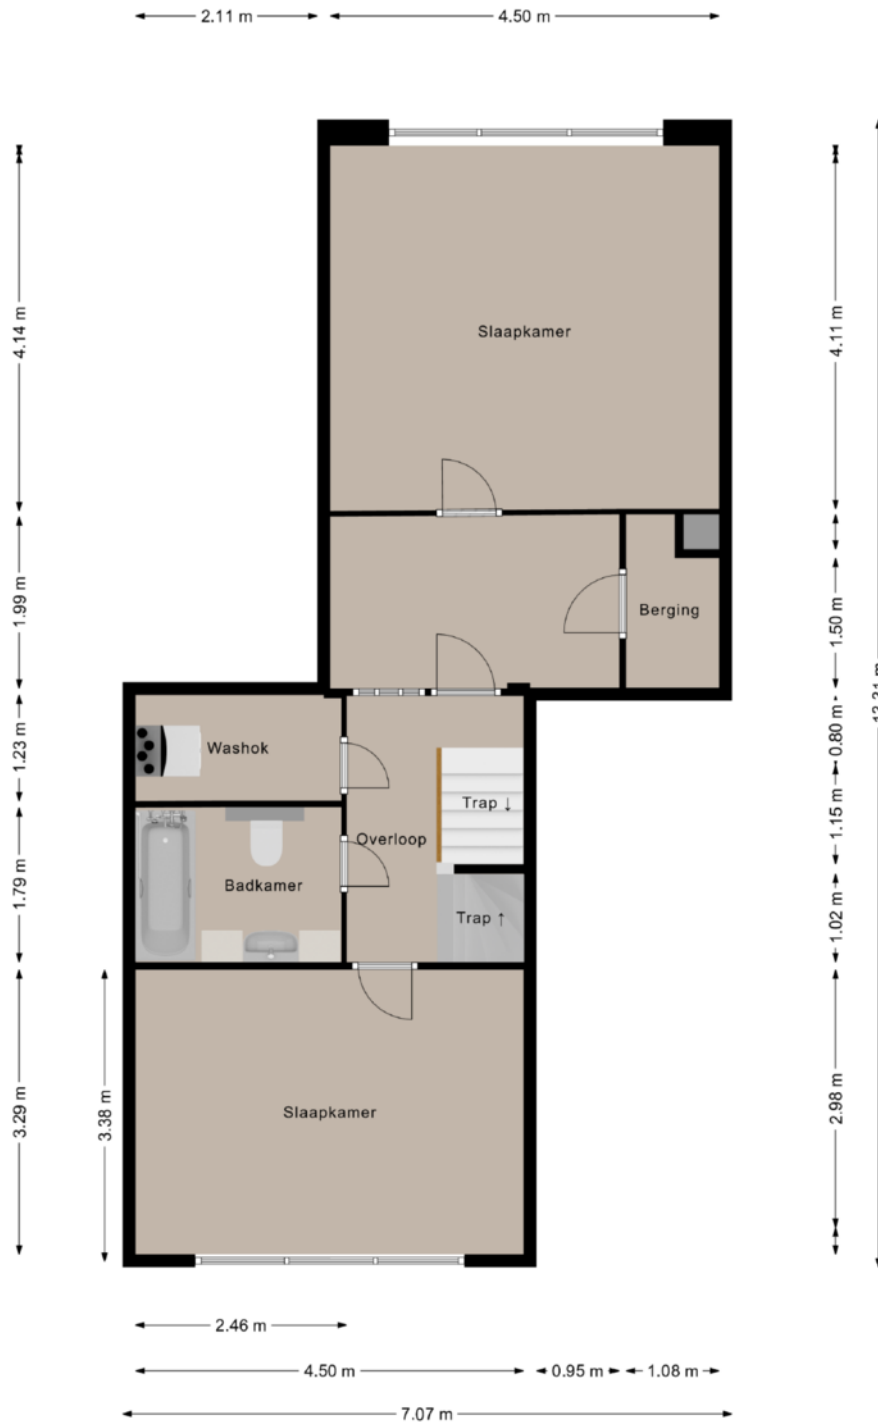 2.11 m
4.50 m
4.14 m
4.11 m
Slaapkamer
1.99 m
1.50 m
Berging
1.23 m
0.80 m
Washok
Trap ↓
1.15 m
Overloop
1.79 m
Badkamer
Trap ↑
1.02 m
3.29 m
3.38 m
Slaapkamer
2.98 m
2.46 m
4.50 m
0.95 m
1.08 m
7.07 m